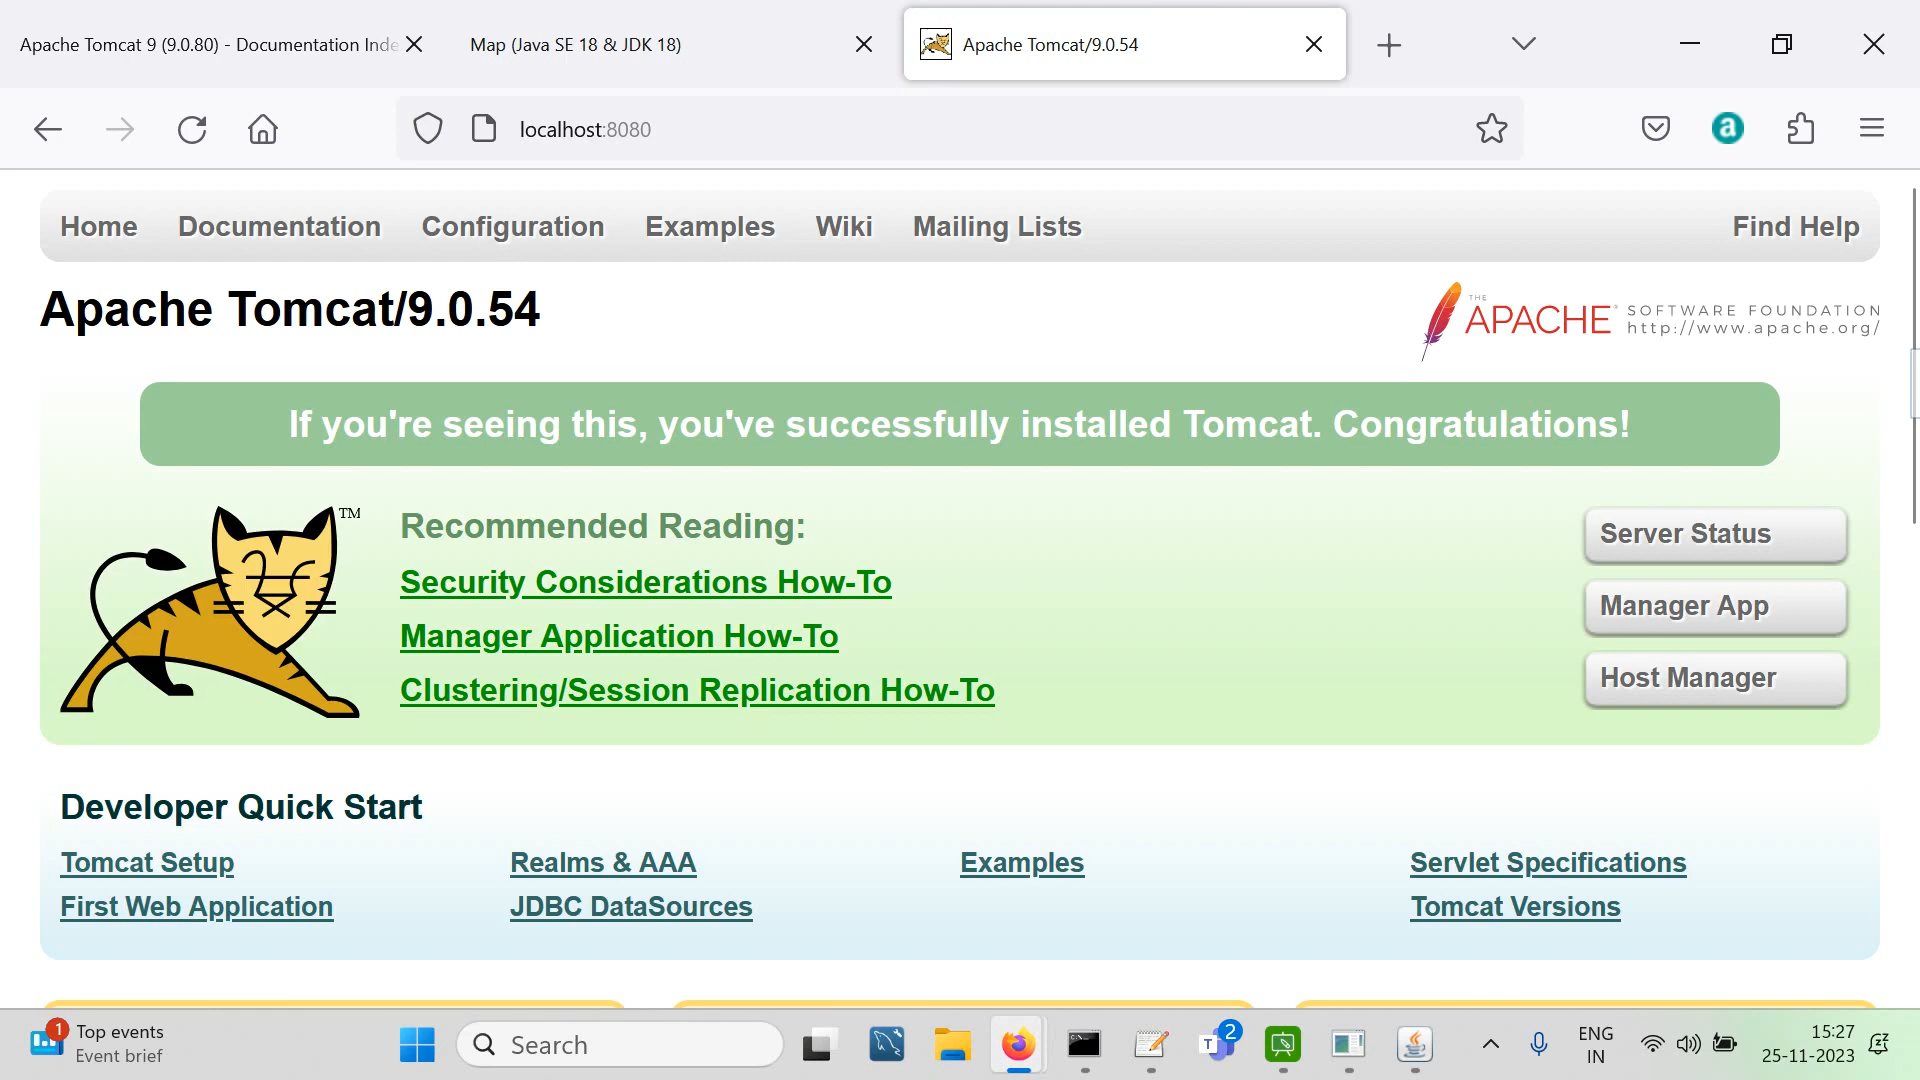 Apache Tomcat 9 (9.0.80) - Documentation Inde
Map (Java SE 18 & JDK 18)
Apache Tomcat/9.0.54
localhost:8080
a
Home Documentation Configuration Examples Wiki Mailing Lists Find Help
Apache Tomcat/9.0.54
THE APACHE SOFTWARE FOUNDATION
http://www.apache.org/
If you're seeing this, you've successfully installed Tomcat. Congratulations!
TM
Recommended Reading:
Security Considerations How-To
Manager Application How-To
Clustering/Session Replication How-To
Server Status
Manager App
Host Manager
Developer Quick Start
Tomcat Setup
First Web Application
Realms & AAA
JDBC DataSources
Examples
Servlet Specifications
Tomcat Versions
1
Top events
Event brief
Search
T
2
ENG
IN
15:27
25-11-2023